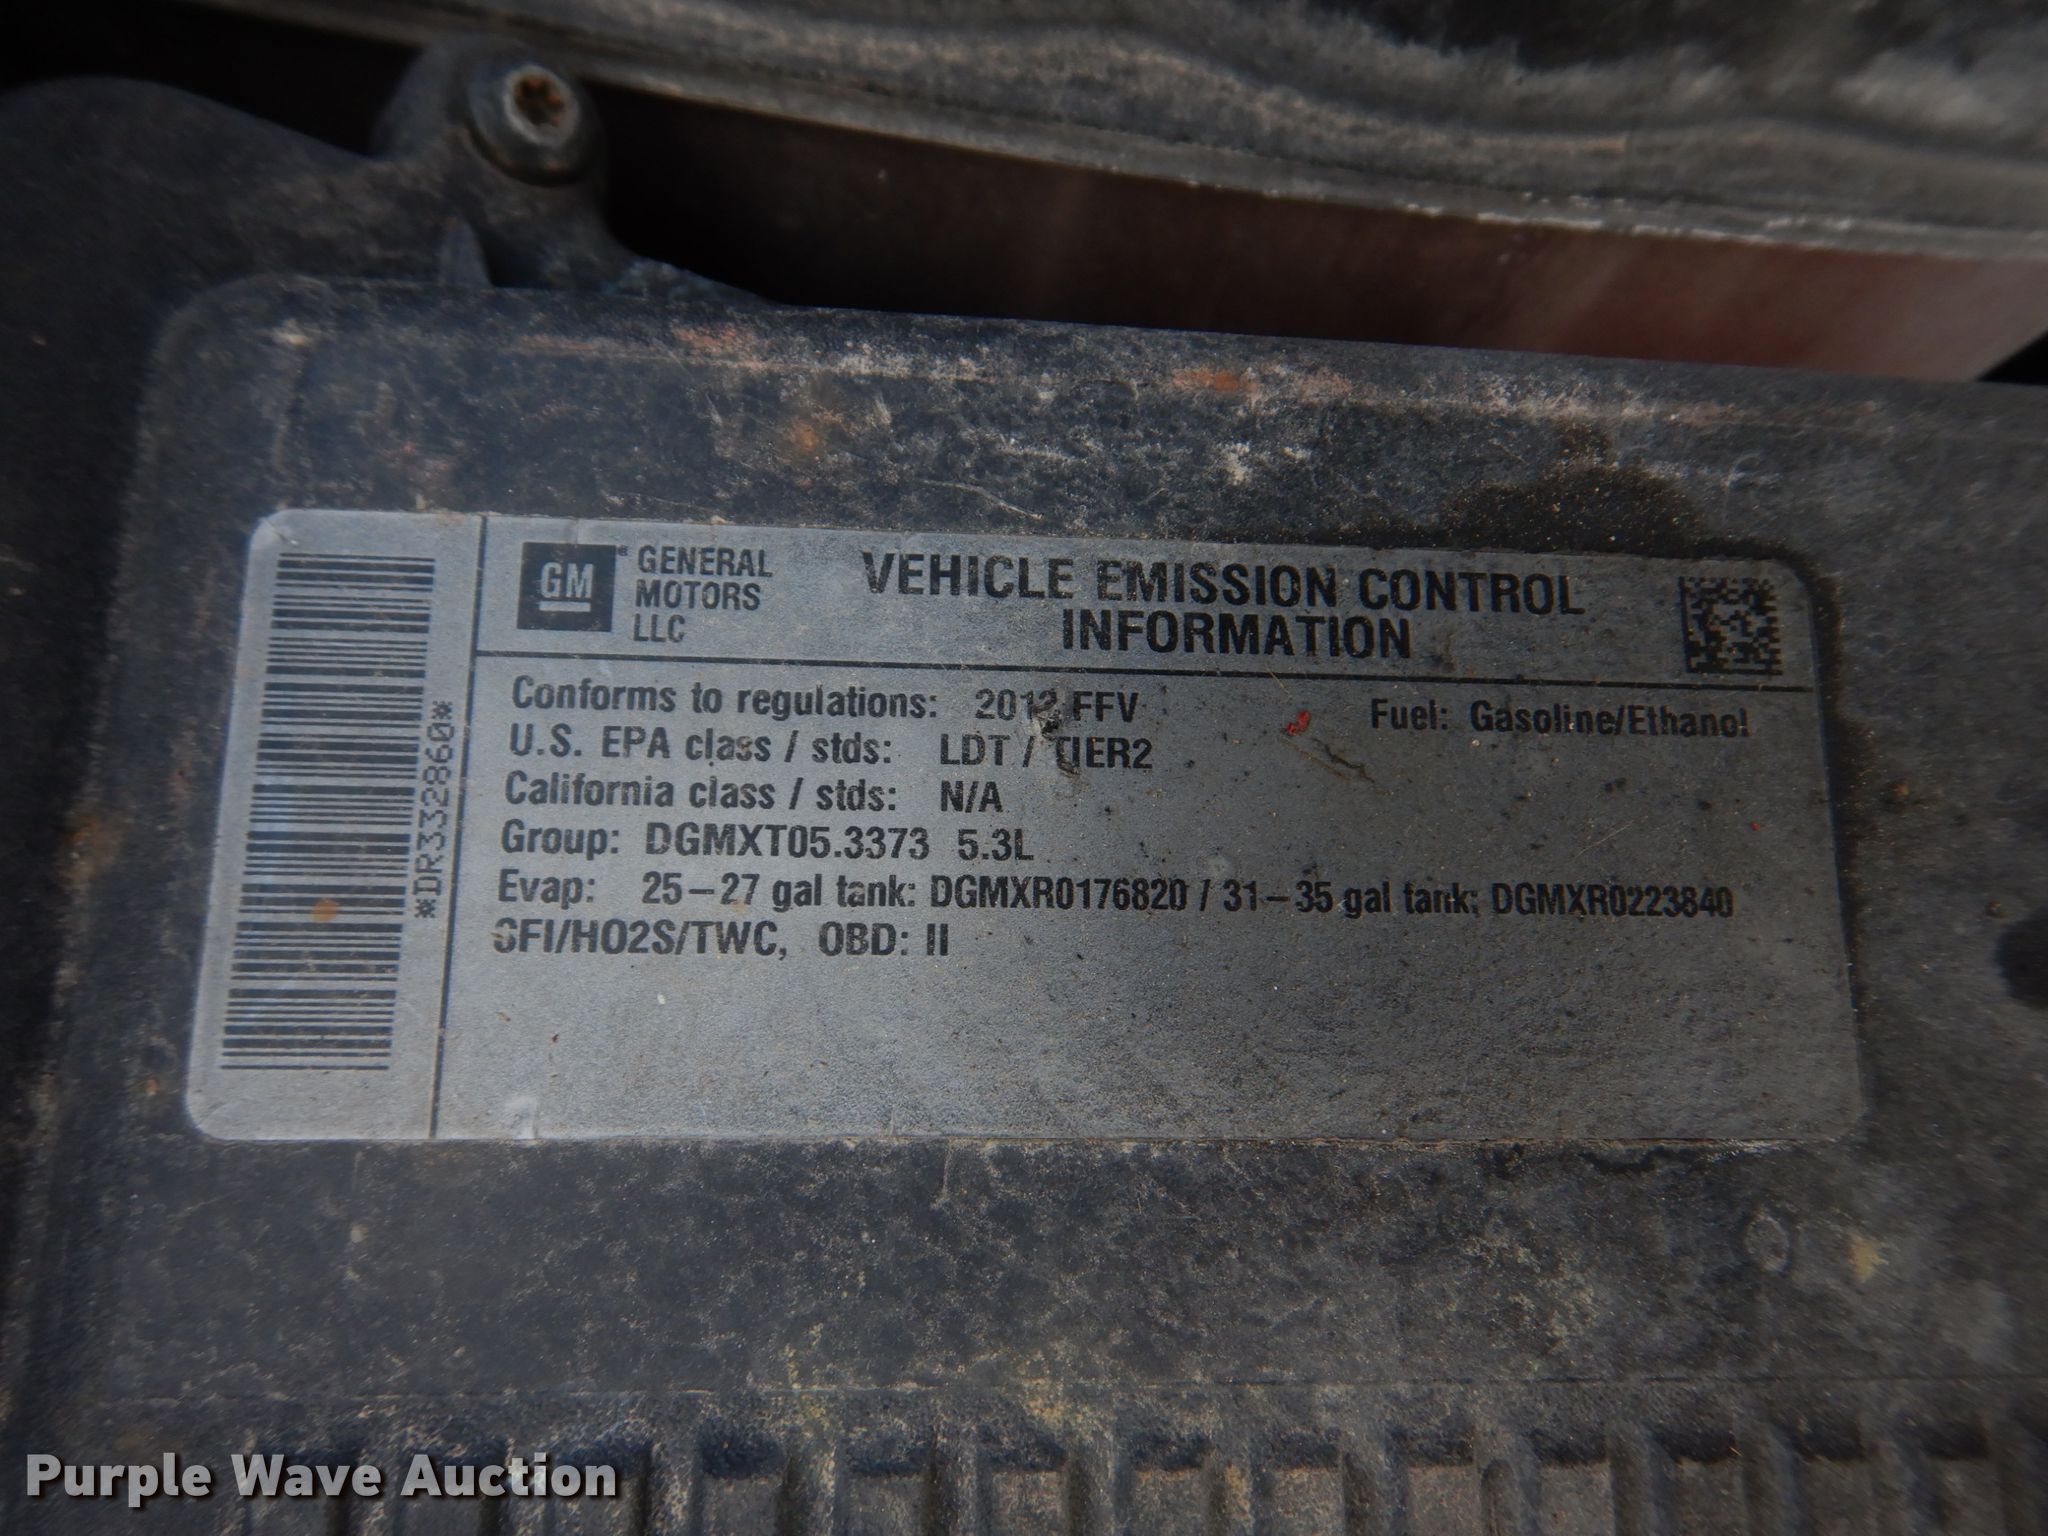 GM
GENERAL
MOTORS
LLC
VEHICLE EMISSION CONTROL
INFORMATION
*DR3328600*
Conforms to regulations: FFV
Fuel: Gasoline/Ethanol
U.S. EPA class / stds: LDT / TIER2
California class / stds: N/A
Group: DGMXT05.3373 5.3L
Evap: 25-27 gal tank: DGMXR0176820 / 31-35 gal tank: DGMXR0223840
SFI/HO2S/TWC, OBD: II
Purple Wave Auction